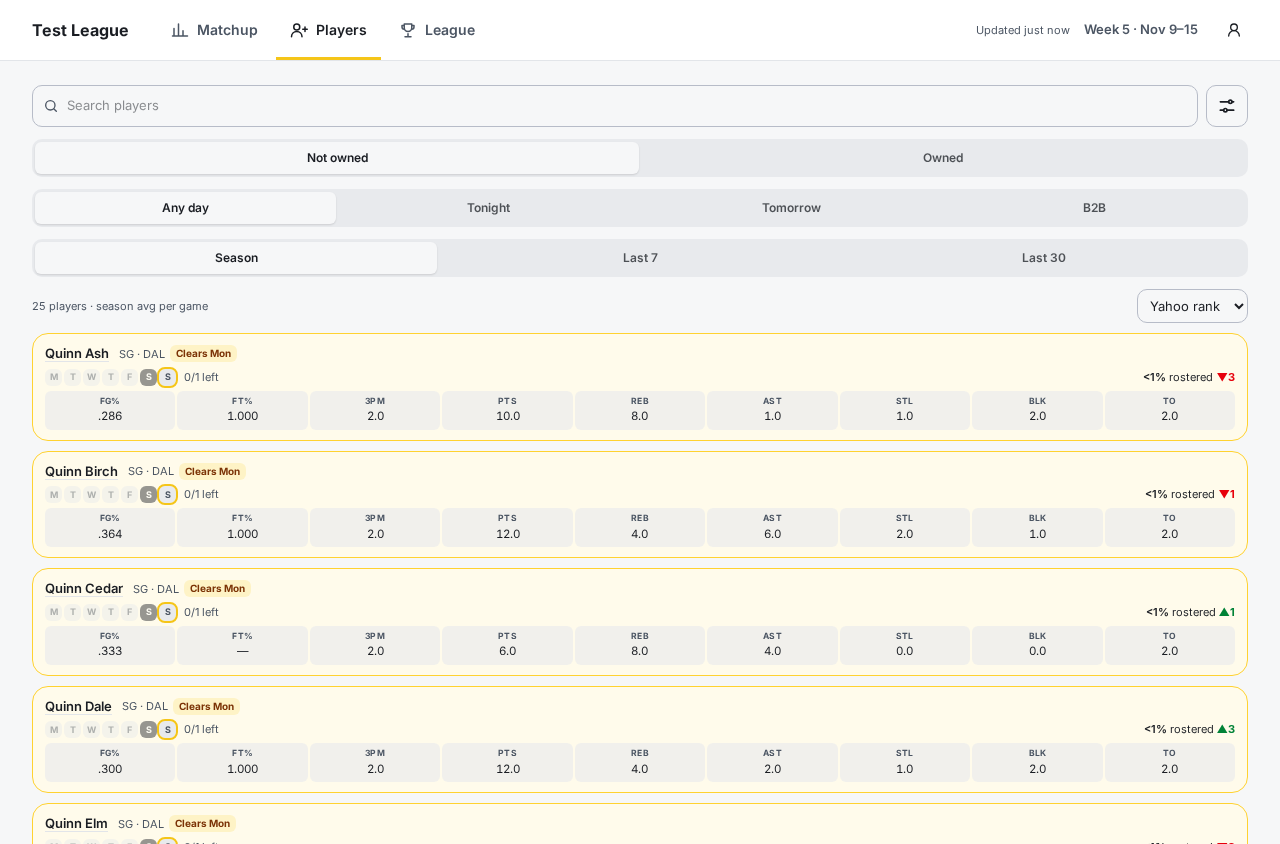 Test League Matchup Players League Updated just now Week 5 · Nov 9–15
Search players
Not owned Owned
Any day Tonight Tomorrow B2B
Season Last 7 Last 30
25 players · season avg per game Yahoo rank
Quinn Ash SG · DAL Clears Mon
M T W T F S S 0/1 left <1% rostered ▼3
FG% FT% 3PM PTS REB AST STL BLK TO
.286 1.000 2.0 10.0 8.0 1.0 1.0 2.0 2.0
Quinn Birch SG · DAL Clears Mon
M T W T F S S 0/1 left <1% rostered ▼1
FG% FT% 3PM PTS REB AST STL BLK TO
.364 1.000 2.0 12.0 4.0 6.0 2.0 1.0 2.0
Quinn Cedar SG · DAL Clears Mon
M T W T F S S 0/1 left <1% rostered ▲1
FG% FT% 3PM PTS REB AST STL BLK TO
.333 — 2.0 6.0 8.0 4.0 0.0 0.0 2.0
Quinn Dale SG · DAL Clears Mon
M T W T F S S 0/1 left <1% rostered ▲3
FG% FT% 3PM PTS REB AST STL BLK TO
.300 1.000 2.0 12.0 4.0 2.0 1.0 2.0 2.0
Quinn Elm SG · DAL Clears Mon